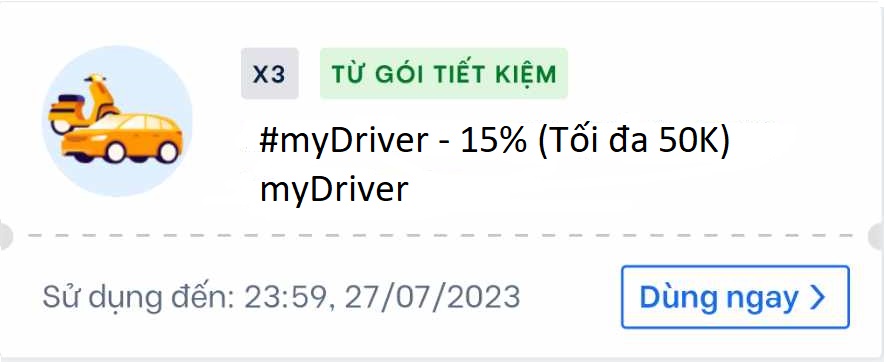 X3 TỪ GÓI TIẾT KIỆM
#myDriver - 15% (Tối đa 50K)
myDriver
Sử dụng đến: 23:59, 27/07/2023 Dùng ngay